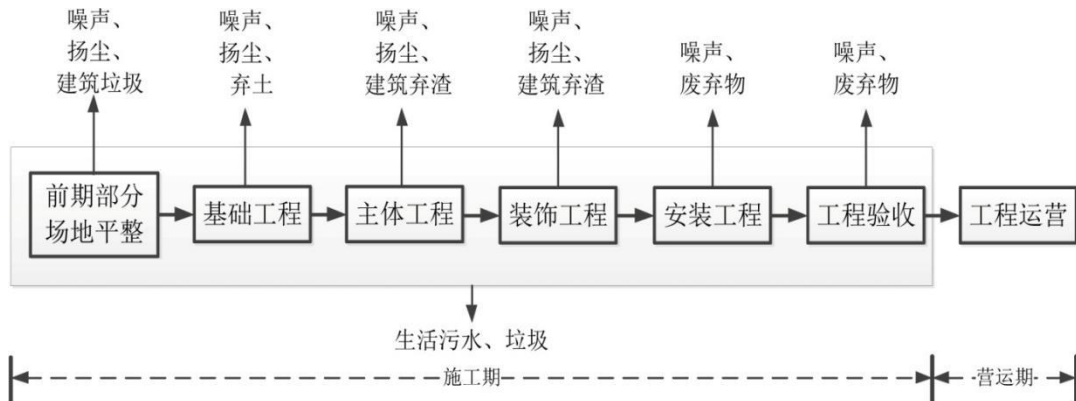 噪声、
扬尘、
建筑垃圾
噪声、
扬尘、
弃土
噪声、
扬尘、
建筑弃渣
噪声、
扬尘、
建筑弃渣
噪声、
废弃物
噪声、
废弃物
前期部分
场地平整
基础工程
主体工程
装饰工程
安装工程
工程验收
工程运营
生活污水、垃圾
施工期
营运期